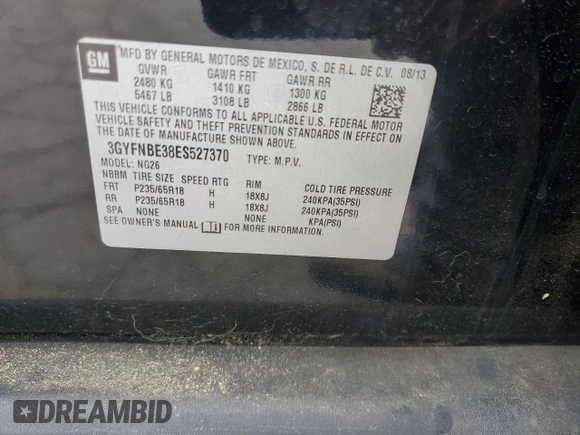 GM
MFD BY GENERAL MOTORS DE MEXICO, S. DE R.L. DE C.V. 08/13
GVWR GAWR FRT GAWR RR
2480 KG 1410 KG 1300 KG
5467 LB 3108 LB 2866 LB
THIS VEHICLE CONFORMS TO ALL APPLICABLE U.S. FEDERAL MOTOR
VEHICLE SAFETY AND THEFT PREVENTION STANDARDS IN EFFECT ON
THE DATE OF MANUFACTURE SHOWN ABOVE.
3GYFNBE38ES527370 TYPE: M.P.V.
MODEL: NG26
NBBM TIRE SIZE SPEED RTG RIM COLD TIRE PRESSURE
FRT P235/65R18 H 18X8J 240KPA(35PSI)
RR P235/65R18 H 18X8J 240KPA(35PSI)
SPA NONE NONE KPA(PSI)
SEE OWNER'S MANUAL FOR MORE INFORMATION.
DREAMBID